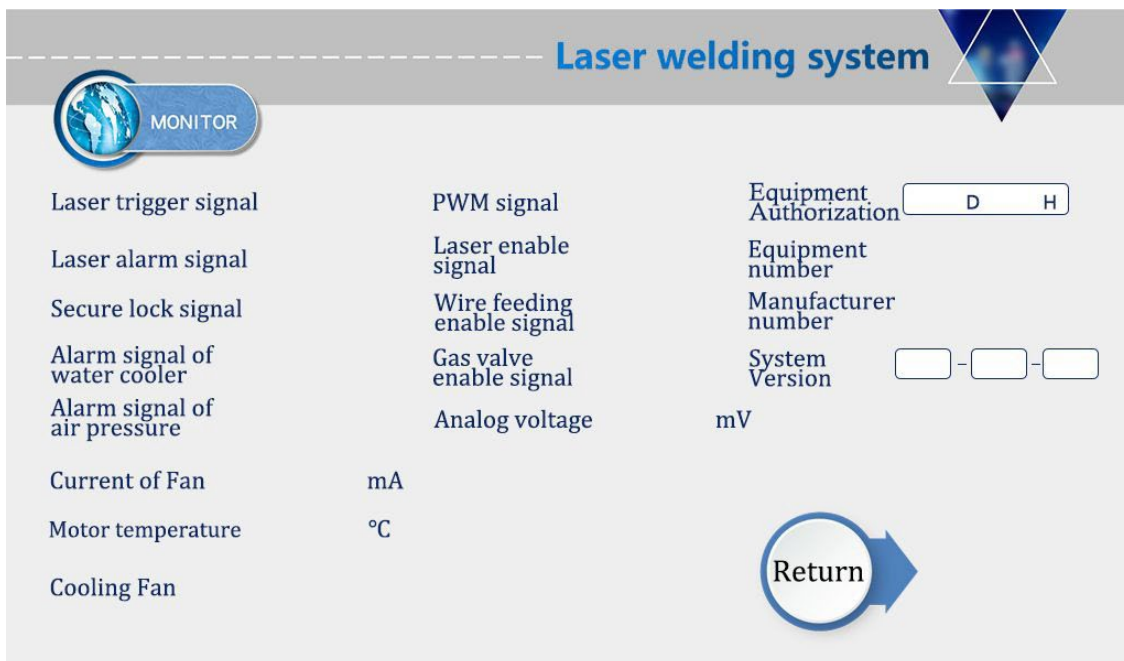 Laser welding system
MONITOR
Laser trigger signal
PWM signal
Equipment
Authorization D H
Laser alarm signal
Laser enable
signal
Equipment
number
Secure lock signal
Wire feeding
enable signal
Manufacturer
number
Alarm signal of
water cooler
Gas valve
enable signal
System
Version - -
Alarm signal of
air pressure
Analog voltage mV
Current of Fan mA
Motor temperature °C
Cooling Fan
Return